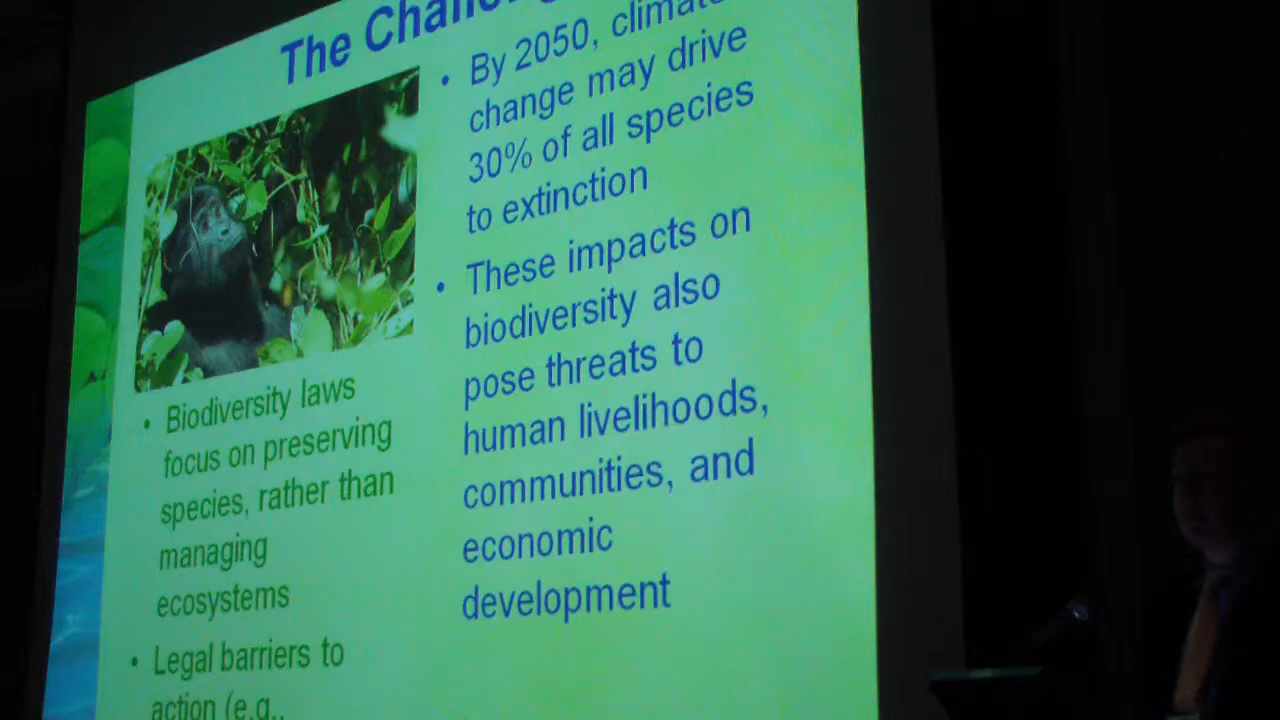 The
By 2050, climate
change may drive
30% of all species
to extinction
These impacts on
biodiversity also
pose threats to
human livelihoods,
communities, and
economic
development
Biodiversity laws
focus on preserving
species, rather than
managing
ecosystems
Legal barriers to
action (e.g.,